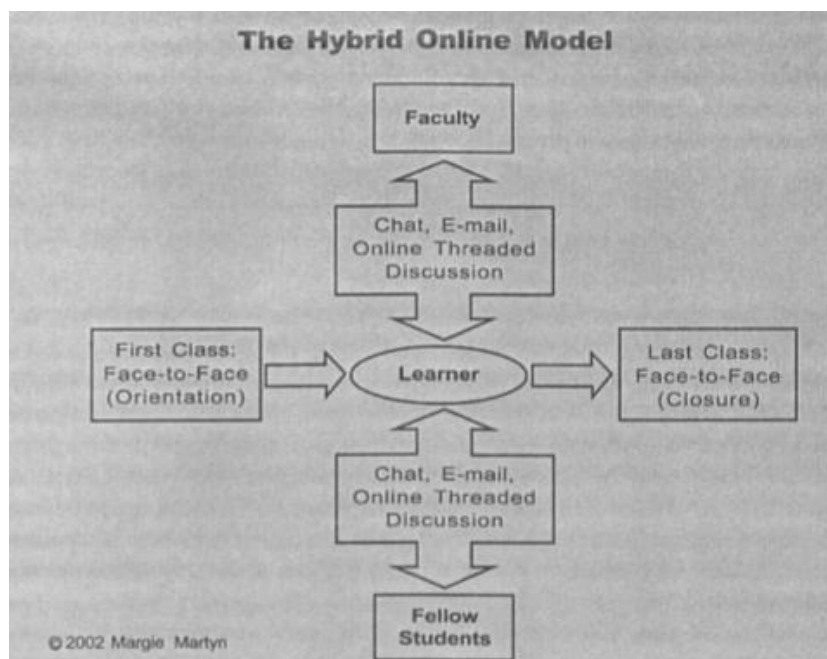 The Hybrid Online Model
Faculty
Chat, E-mail,
Online Threaded
Discussion
First Class:
Face-to-Face
(Orientation)
Learner
Last Class:
Face-to-Face
(Closure)
Chat, E-mail,
Online Threaded
Discussion
Fellow
Students
© 2002 Margie Martyn